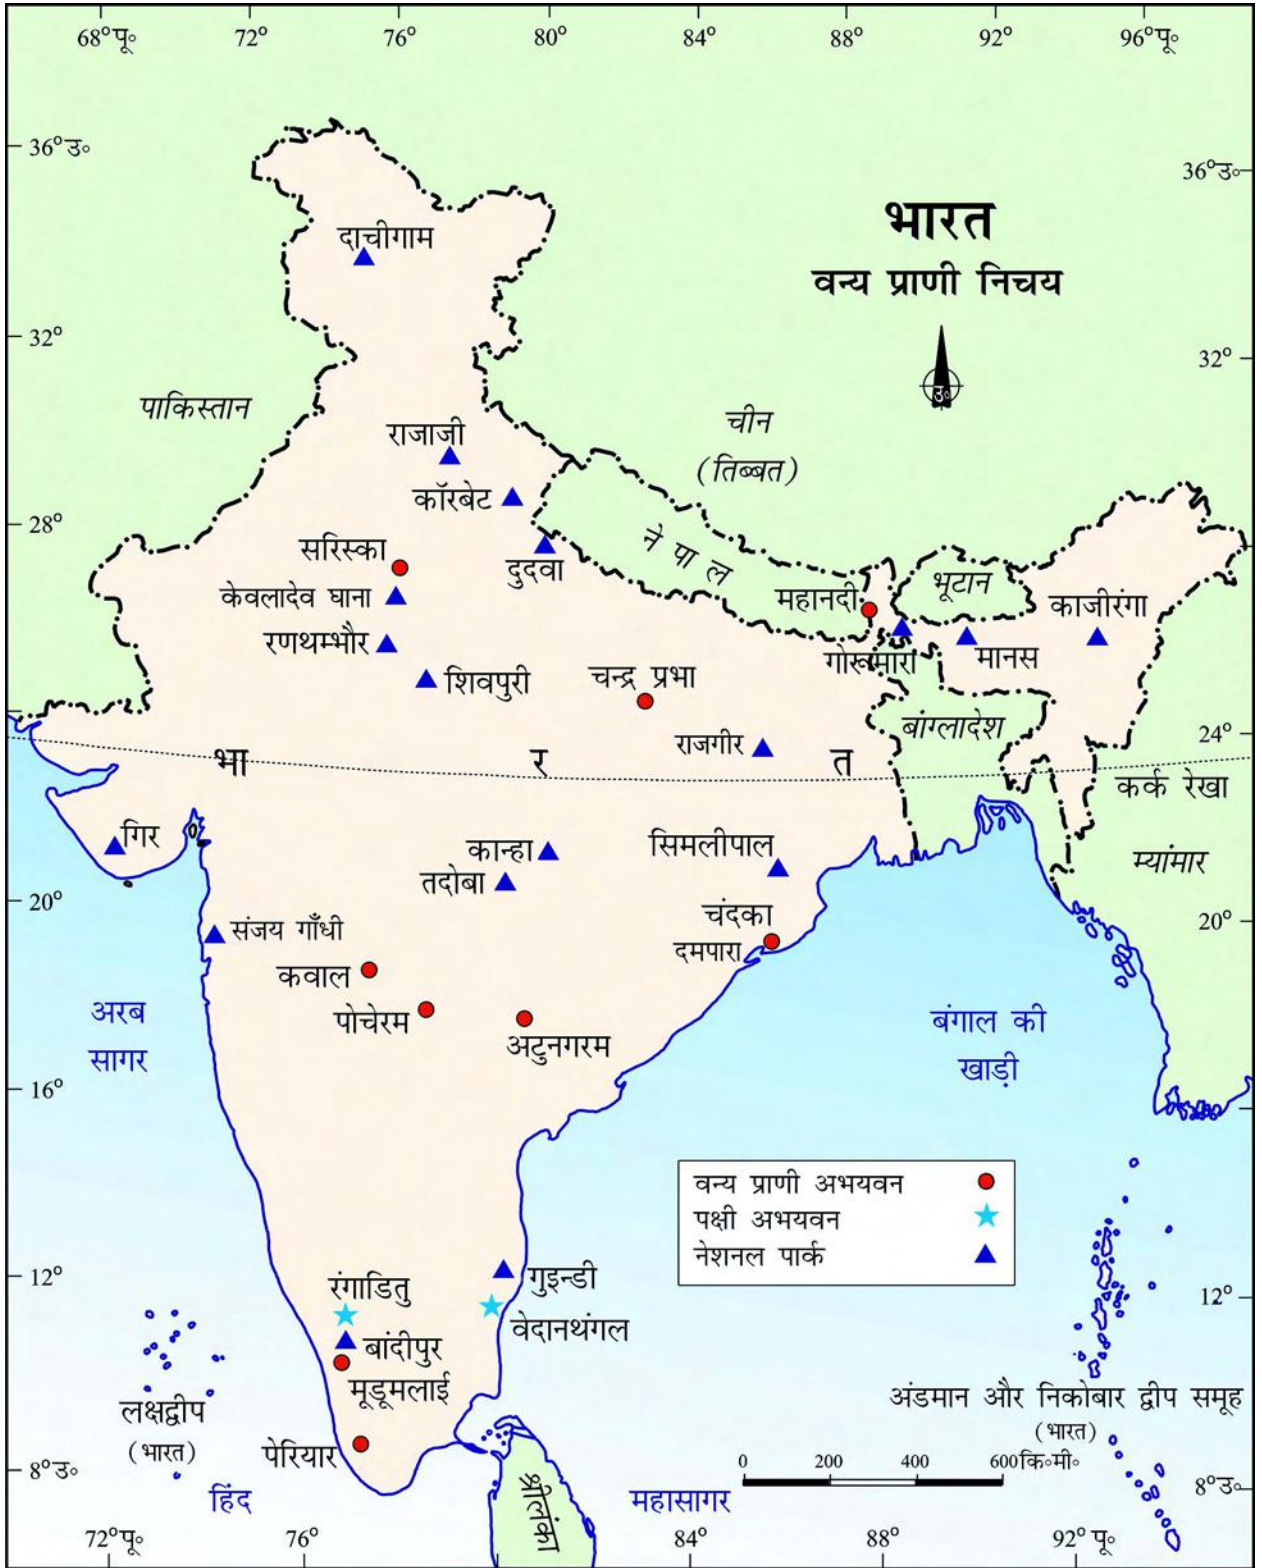 68°पू॰ 72° 76° 80° 84° 88° 92° 96°पू॰
36°उ॰
36°उ॰
भारत
वन्य प्राणी निचय
दाचीगाम
उ॰
32°
32°
पाकिस्तान
चीन
(तिब्बत)
राजाजी
कॉरबेट
28°
सरिस्का
दुदवा
ने पा ल
केवलादेव घाना
महानदी
भूटान
काजीरंगा
रणथम्भौर
गोरूमारा
मानस
शिवपुरी
चन्द्र प्रभा
बांग्लादेश
24°
राजगीर
भा र त
कर्क रेखा
गिर
कान्हा
सिमलीपाल
म्यांमार
तदोबा
20°
20°
चंदका
दमपारा
संजय गाँधी
कवाल
पोचेरम
अटुनगरम
अरब
सागर
बंगाल की
खाड़ी
16°
वन्य प्राणी अभयवन
पक्षी अभयवन
नेशनल पार्क
12°
12°
रंगाडितु
गुइन्डी
वेदानथंगल
बांदीपुर
मूडूमलाई
लक्षद्वीप
(भारत)
पेरियार
अंडमान और निकोबार द्वीप समूह
(भारत)
0 200 400 600कि॰मी॰
8°उ॰
8°उ॰
हिंद
महासागर
श्रीलंका
72°पू॰ 76° 84° 88° 92°पू॰